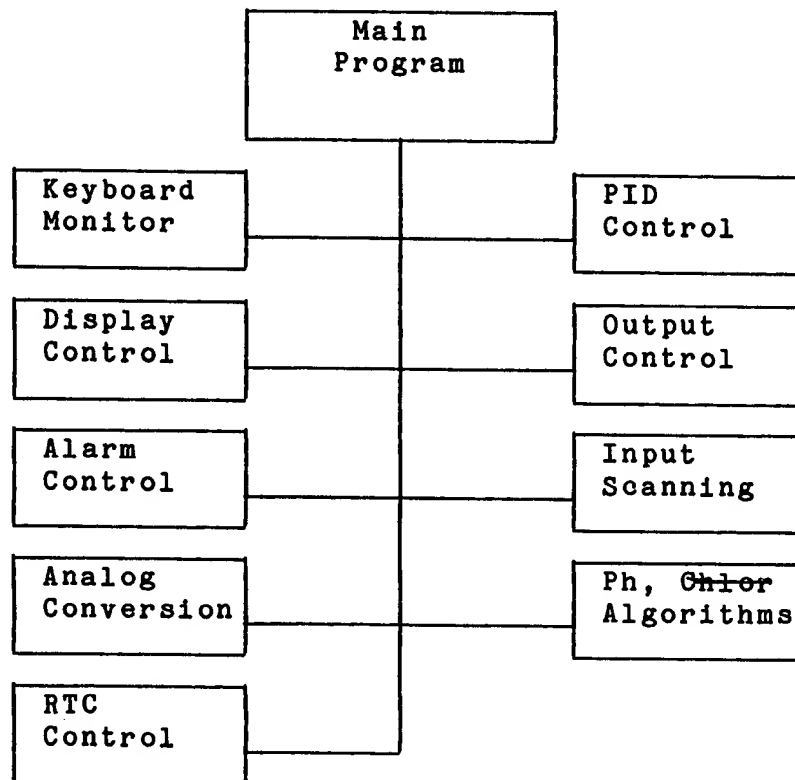 Main
Program
Keyboard
Monitor
PID
Control
Display
Control
Output
Control
Alarm
Control
Input
Scanning
Analog
Conversion
Ph, Chlor
Algorithms
RTC
Control